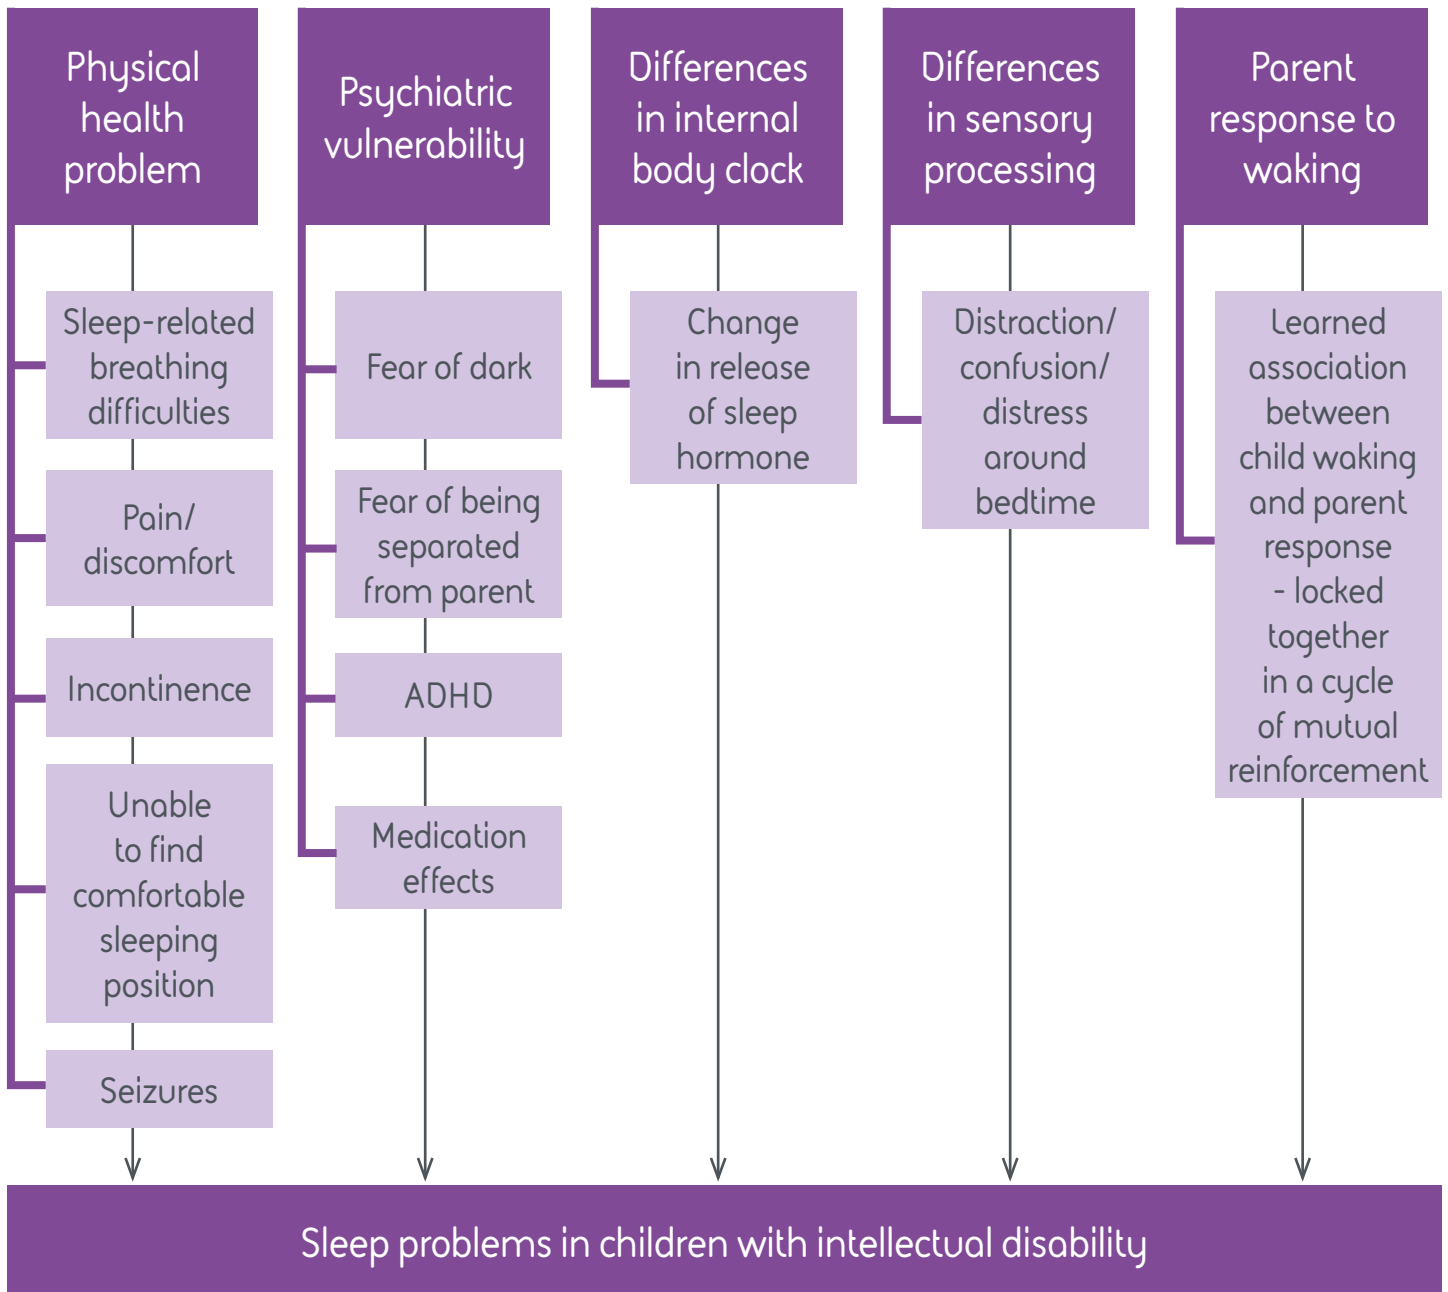 Physical
health
problem
Sleep-related
breathing
difficulties
Pain/
discomfort
Incontinence
Unable
to find
comfortable
sleeping
position
Seizures
Psychiatric
vulnerability
Fear of dark
Fear of being
separated
from parent
ADHD
Medication
effects
Differences
in internal
body clock
Change
in release
of sleep
hormone
Differences
in sensory
processing
Distraction/
confusion/
distress
around
bedtime
Parent
response to
waking
Learned
association
between
child waking
and parent
response
- locked
together
in a cycle
of mutual
reinforcement
Sleep problems in children with intellectual disability